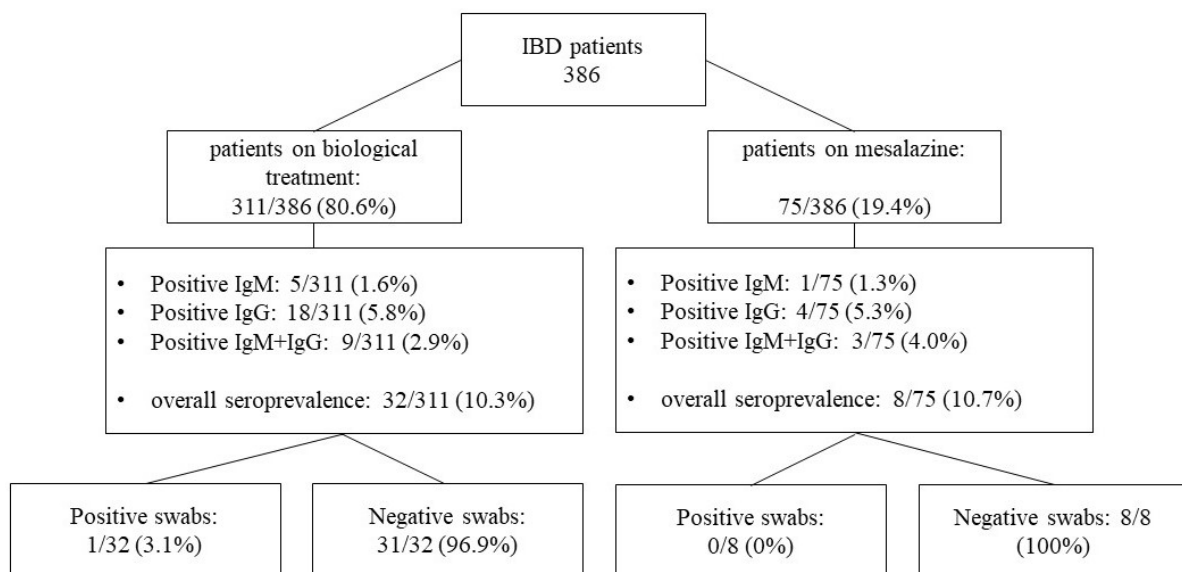 IBD patients
386
patients on biological
treatment:
311/386 (80.6%)
patients on mesalazine:
75/386 (19.4%)
• Positive IgM: 5/311 (1.6%)
• Positive IgG: 18/311 (5.8%)
• Positive IgM+IgG: 9/311 (2.9%)
• overall seroprevalence: 32/311 (10.3%)
• Positive IgM: 1/75 (1.3%)
• Positive IgG: 4/75 (5.3%)
• Positive IgM+IgG: 3/75 (4.0%)
• overall seroprevalence: 8/75 (10.7%)
Positive swabs:
1/32 (3.1%)
Negative swabs:
31/32 (96.9%)
Positive swabs:
0/8 (0%)
Negative swabs: 8/8
(100%)